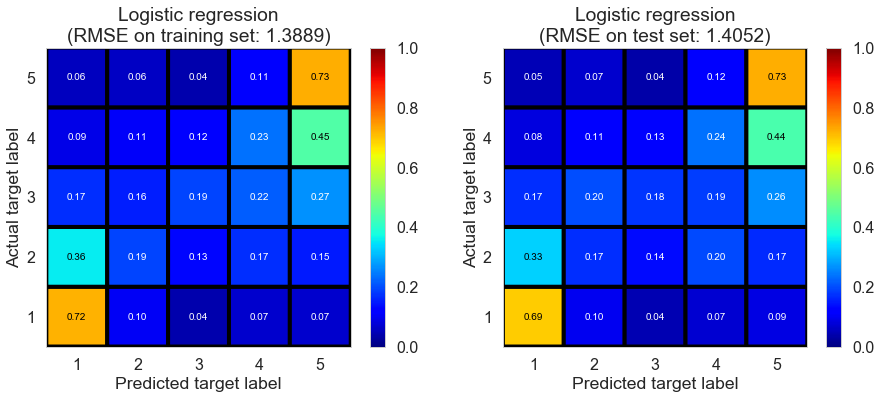 Logistic regression
(RMSE on training set: 1.3889)
Actual target label
5
0.06 0.06 0.04 0.11 0.73
4
0.09 0.11 0.12 0.23 0.45
3
0.17 0.16 0.19 0.22 0.27
2
0.36 0.19 0.13 0.17 0.15
1
0.72 0.10 0.04 0.07 0.07
1 2 3 4 5
Predicted target label
1.0
0.8
0.6
0.4
0.2
0.0
Logistic regression
(RMSE on test set: 1.4052)
Actual target label
5
0.05 0.07 0.04 0.12 0.73
4
0.08 0.11 0.13 0.24 0.44
3
0.17 0.20 0.18 0.19 0.26
2
0.33 0.17 0.14 0.20 0.17
1
0.69 0.10 0.04 0.07 0.09
1 2 3 4 5
Predicted target label
1.0
0.8
0.6
0.4
0.2
0.0